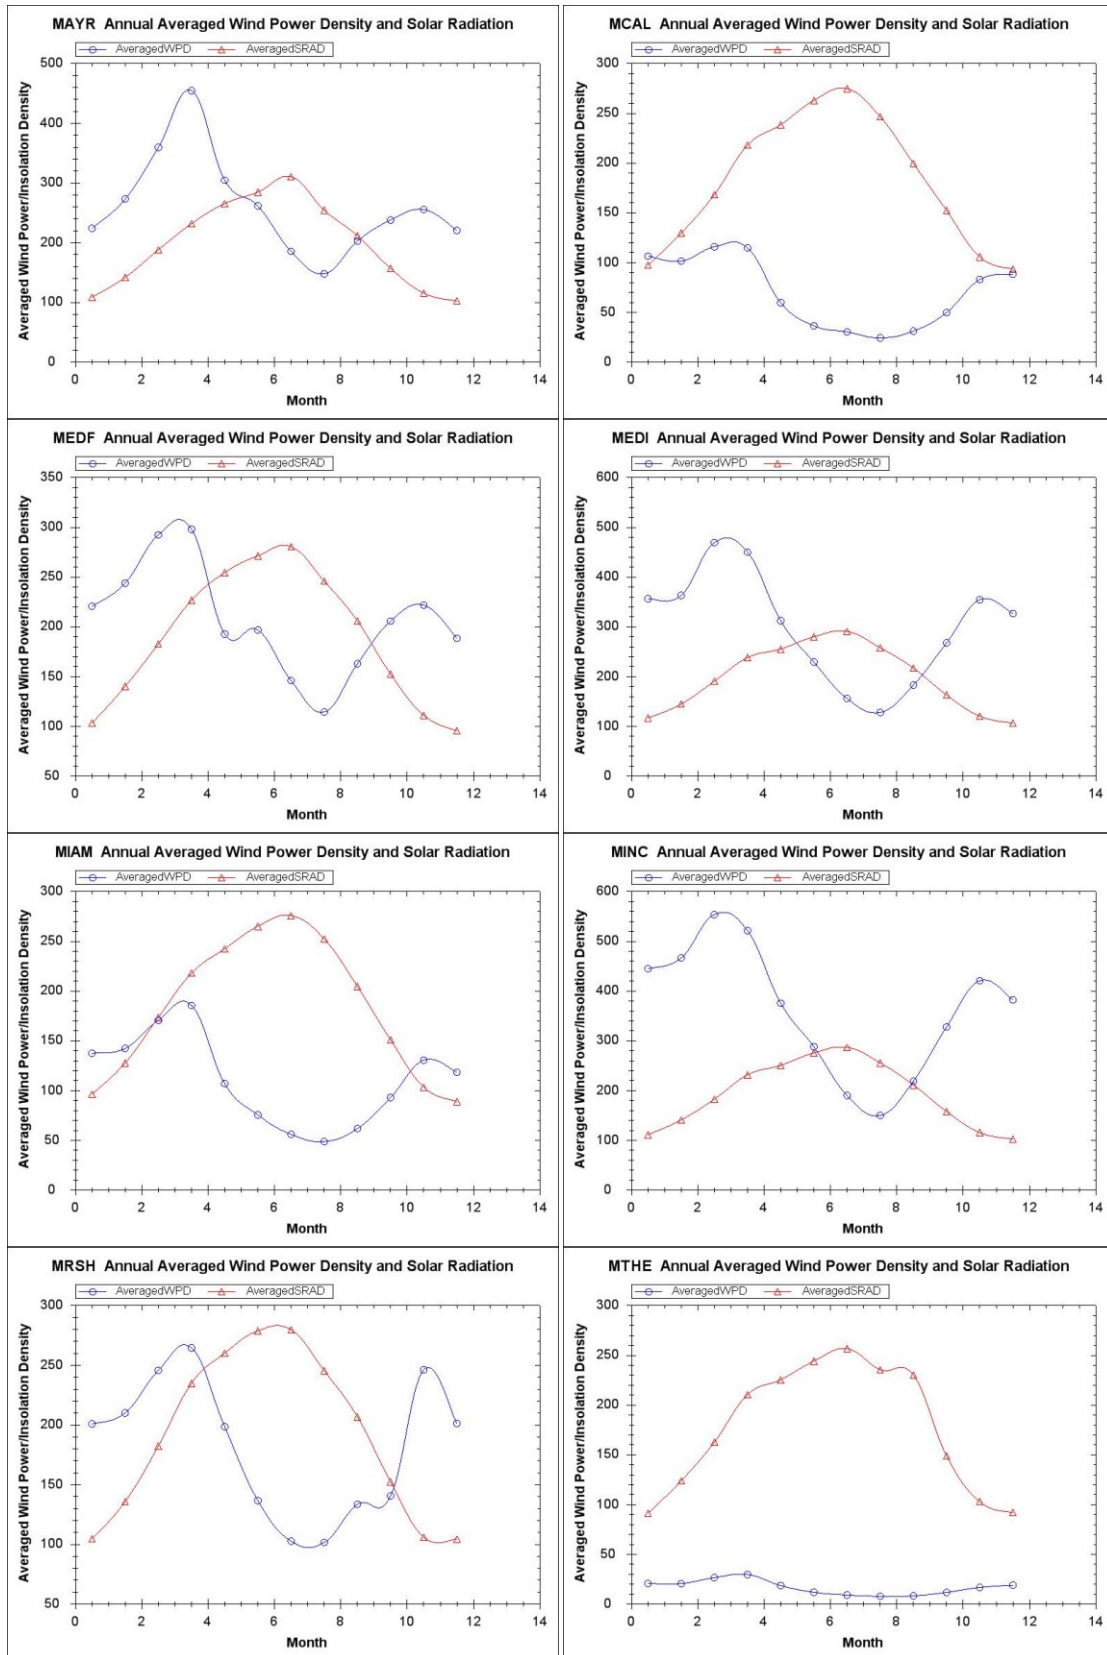 MAYR Annual Averaged Wind Power Density and Solar Radiation
AveragedWPD AveragedSRAD
Averaged Wind Power/Insolation Density
500
400
300
200
100
0
0 2 4 6 8 10 12 14
Month
MCAL Annual Averaged Wind Power Density and Solar Radiation
AveragedWPD AveragedSRAD
Averaged Wind Power/Insolation Density
300
250
200
150
100
50
0
0 2 4 6 8 10 12 14
Month
MEDF Annual Averaged Wind Power Density and Solar Radiation
AveragedWPD AveragedSRAD
Averaged Wind Power/Insolation Density
350
300
250
200
150
100
50
0 2 4 6 8 10 12 14
Month
MEDI Annual Averaged Wind Power Density and Solar Radiation
AveragedWPD AveragedSRAD
Averaged Wind Power/Insolation Density
600
500
400
300
200
100
0
0 2 4 6 8 10 12 14
Month
MIAM Annual Averaged Wind Power Density and Solar Radiation
AveragedWPD AveragedSRAD
Averaged Wind Power/Insolation Density
300
250
200
150
100
50
0
0 2 4 6 8 10 12 14
Month
MINC Annual Averaged Wind Power Density and Solar Radiation
AveragedWPD AveragedSRAD
Averaged Wind Power/Insolation Density
600
500
400
300
200
100
0
0 2 4 6 8 10 12 14
Month
MRSH Annual Averaged Wind Power Density and Solar Radiation
AveragedWPD AveragedSRAD
Averaged Wind Power/Insolation Density
300
250
200
150
100
50
0 2 4 6 8 10 12 14
Month
MTHE Annual Averaged Wind Power Density and Solar Radiation
AveragedWPD AveragedSRAD
Averaged Wind Power/Insolation Density
300
250
200
150
100
50
0
0 2 4 6 8 10 12 14
Month